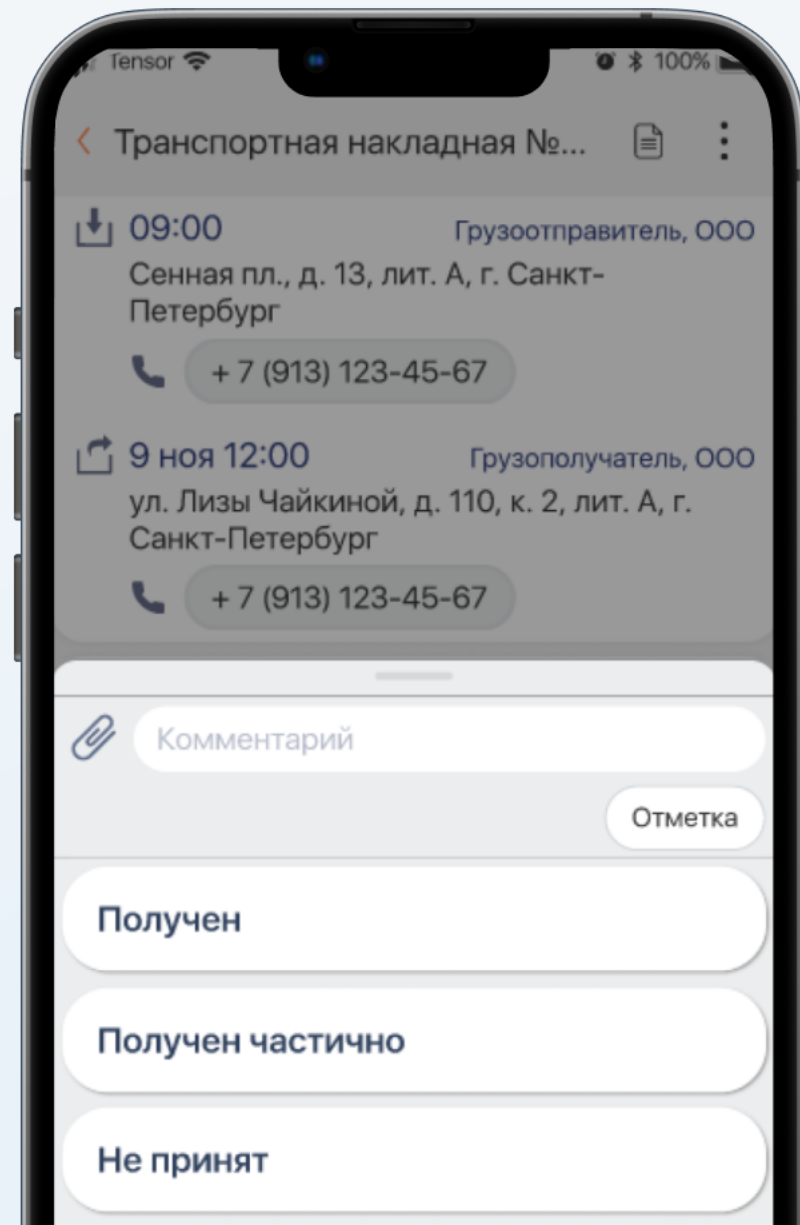 Tensor 100%
Транспортная накладная №...
09:00 Грузоотправитель, ООО
Сенная пл., д. 13, лит. А, г. Санкт-
Петербург
+ 7 (913) 123-45-67
9 ноя 12:00 Грузополучатель, ООО
ул. Лизы Чайкиной, д. 110, к. 2, лит. А, г.
Санкт-Петербург
+ 7 (913) 123-45-67
Комментарий
Отметка
Получен
Получен частично
Не принят